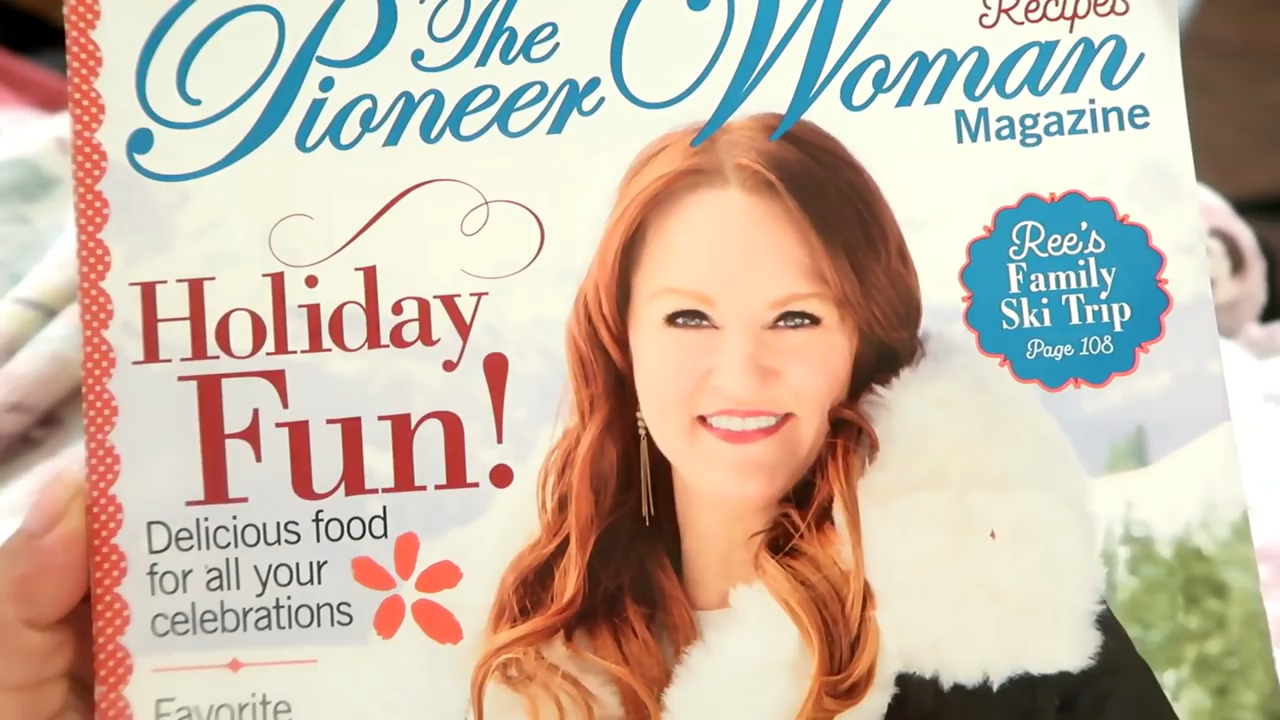 Recipes
The
Pioneer Woman
Magazine
Ree's
Family
Ski Trip
Page 108
Holiday
Fun!
Delicious food
for all your
celebrations
Favorite